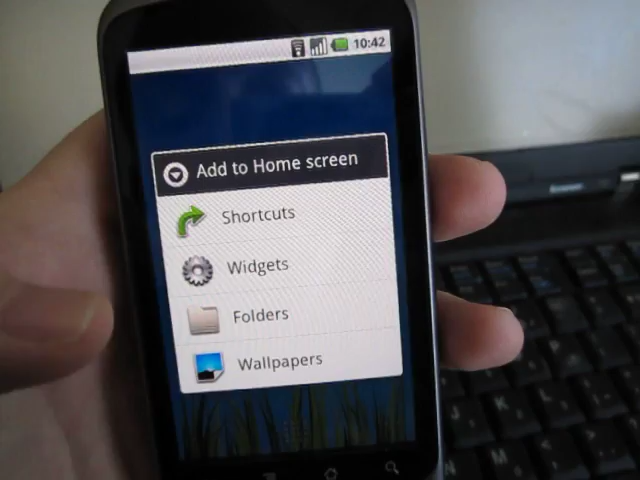 10:42
Add to Home screen
Shortcuts
Widgets
Folders
Wallpapers
J
K
L
N
M